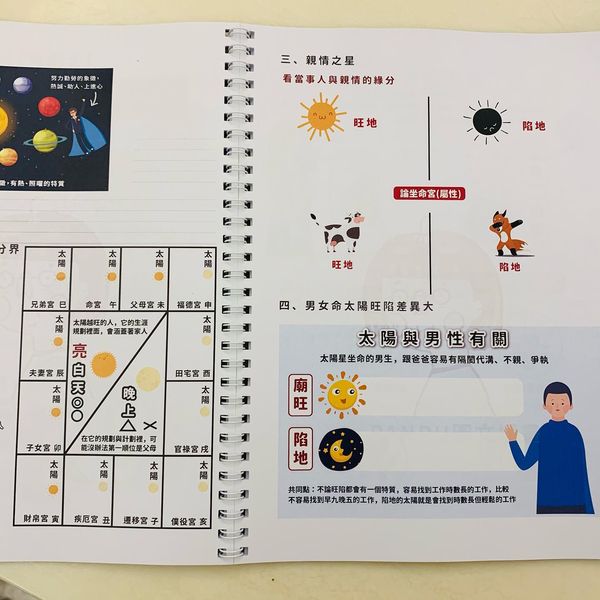 努力勤勞的象徵，
熱誠、助人、上進心
徵，有熱、照耀的特質
分界
太陽
太陽
太陽
太陽
兄弟宮 巳
命宮 午
父母宮 未
福德宮 申
太陽
夫妻宮 辰
太陽越旺的人，它的生涯
規劃裡面，會涵蓋著家人
亮
白天
◎○
晚上
△ ✕
在它的規劃與計劃裡，可
能沒辦法第一順位是父母
太陽
田宅宮 酉
太陽
子女宮 卯
太陽
官祿宮 戌
太陽
太陽
太陽
太陽
財帛宮 寅
疾厄宮 丑
遷移宮 子
僕役宮 亥
三、親情之星
看當事人與親情的緣分
旺地
陷地
論坐命宮(屬性)
旺地
陷地
四、男女命太陽旺陷差異大
太陽與男性有關
太陽星坐命的男生，跟爸爸容易有隔閡代溝、不親、爭執
廟旺
陷地
共同點：不論旺陷都會有一個特質，容易找到工作時數長的工作，比較
不容易找到早九晚五的工作，陷地的太陽就是會找到時數長但輕鬆的工作